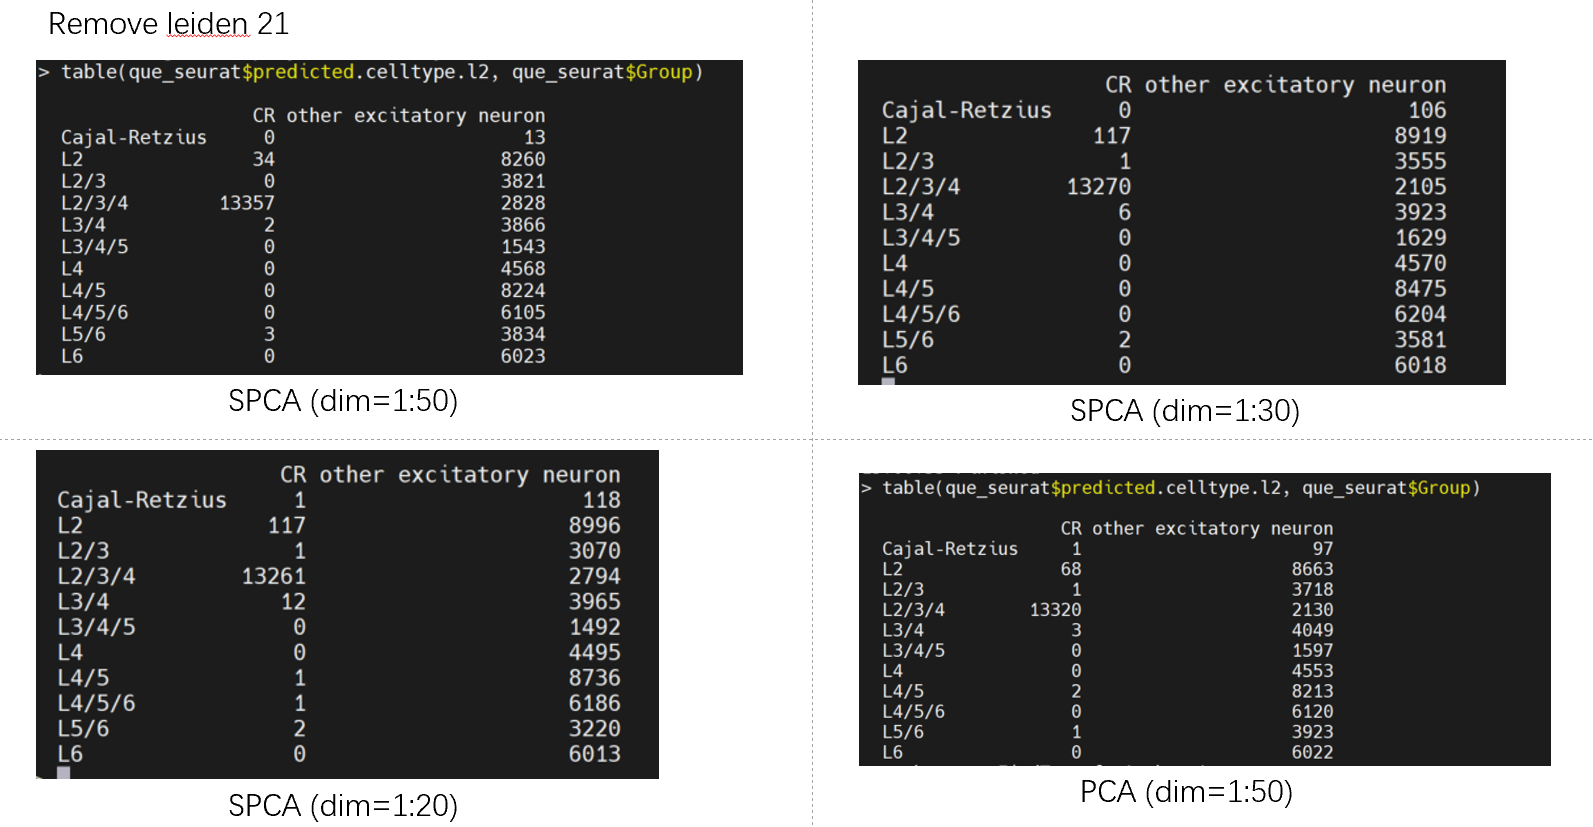 Remove leiden 21
> table(que_seurat$predicted.celltype.l2, que_seurat$Group)
CR other excitatory neuron
Cajal-Retzius 0 13
L2 34 8260
L2/3 0 3821
L2/3/4 13357 2828
L3/4 2 3866
L3/4/5 0 1543
L4 0 4568
L4/5 0 8224
L4/5/6 0 6105
L5/6 3 3834
L6 0 6023
SPCA (dim=1:50)
CR other excitatory neuron
Cajal-Retzius 0 106
L2 117 8919
L2/3 1 3555
L2/3/4 13270 2105
L3/4 6 3923
L3/4/5 0 1629
L4 0 4570
L4/5 0 8475
L4/5/6 0 6204
L5/6 2 3581
L6 0 6018
SPCA (dim=1:30)
CR other excitatory neuron
Cajal-Retzius 1 118
L2 117 8996
L2/3 1 3070
L2/3/4 13261 2794
L3/4 12 3965
L3/4/5 0 1492
L4 0 4495
L4/5 1 8736
L4/5/6 1 6186
L5/6 2 3220
L6 0 6013
SPCA (dim=1:20)
> table(que_seurat$predicted.celltype.l2, que_seurat$Group)
CR other excitatory neuron
Cajal-Retzius 1 97
L2 68 8663
L2/3 1 3718
L2/3/4 13320 2130
L3/4 3 4049
L3/4/5 0 1597
L4 0 4553
L4/5 2 8213
L4/5/6 0 6120
L5/6 1 3923
L6 0 6022
PCA (dim=1:50)